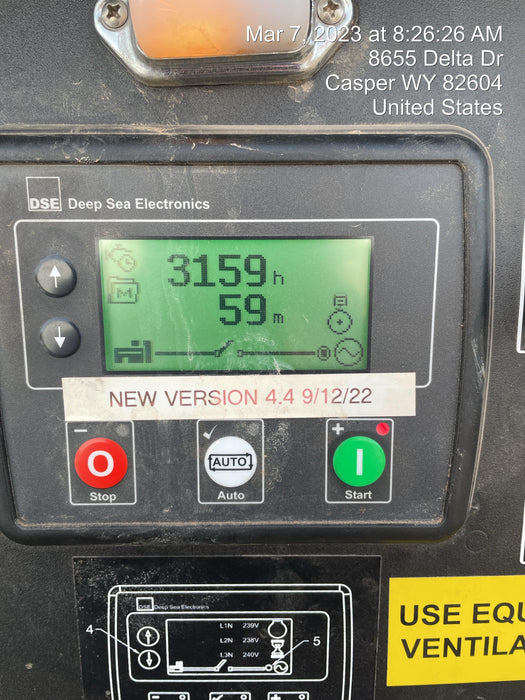 Mar 7, 2023 at 8:26:26 AM
8655 Delta Dr
Casper WY 82604
United States
DSE Deep Sea Electronics
3159 h
59 m
M
NEW VERSION 4.4 9/12/22
O
AUTO
I
Stop
Auto
Start
DSE Deep Sea Electronics
L1N 239V
L2N 238V
L3N 240V
4
5
USE EQU
VENTILA